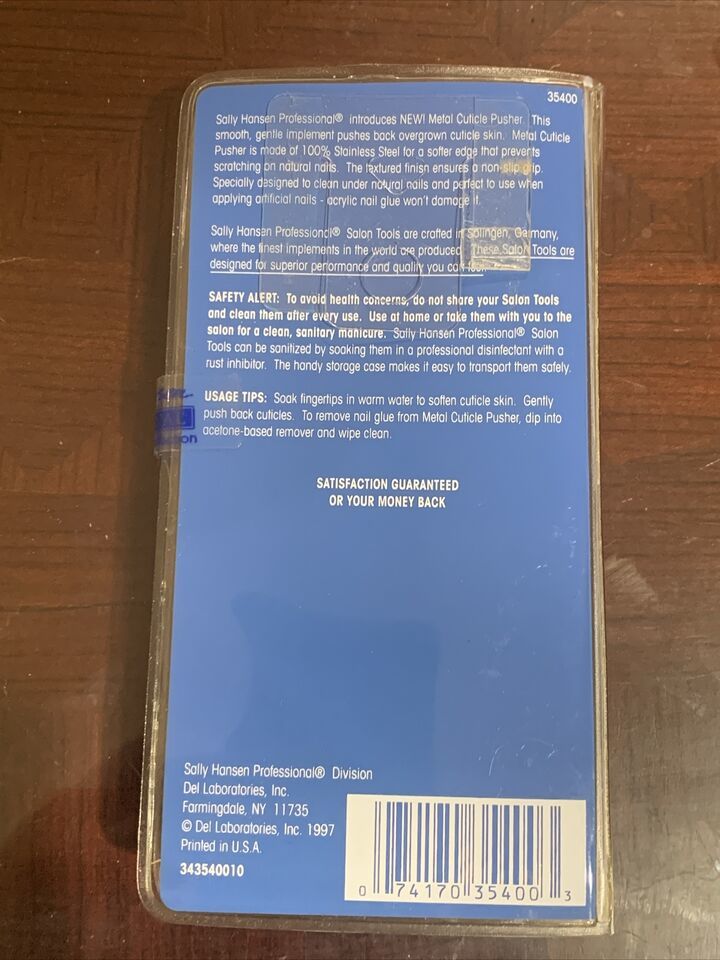 35400
Sally Hansen Professional® introduces NEW! Metal Cuticle Pusher. This
smooth, gentle implement pushes back overgrown cuticle skin. Metal Cuticle
Pusher is made of 100% Stainless Steel for a softer edge that prevents
scratching on natural nails. The textured finish ensures a non-slip grip.
Specially designed to clean under natural nails and perfect to use when
applying artificial nails - acrylic nail glue won't damage it.
Sally Hansen Professional® Salon Tools are crafted in Solingen, Germany,
where the finest implements in the world are produced. These Salon Tools are
designed for superior performance and quality you can feel.
SAFETY ALERT: To avoid health concerns, do not share your Salon Tools
and clean them after every use. Use at home or take them with you to the
salon for a clean, sanitary manicure. Sally Hansen Professional® Salon
Tools can be sanitized by soaking them in a professional disinfectant with a
rust inhibitor. The handy storage case makes it easy to transport them safely.
USAGE TIPS: Soak fingertips in warm water to soften cuticle skin. Gently
push back cuticles. To remove nail glue from Metal Cuticle Pusher, dip into
acetone-based remover and wipe clean.
SATISFACTION GUARANTEED
OR YOUR MONEY BACK
Sally Hansen Professional® Division
Del Laboratories, Inc.
Farmingdale, NY 11735
© Del Laboratories, Inc. 1997
Printed in U.S.A.
343540010
0 74170 35400 3